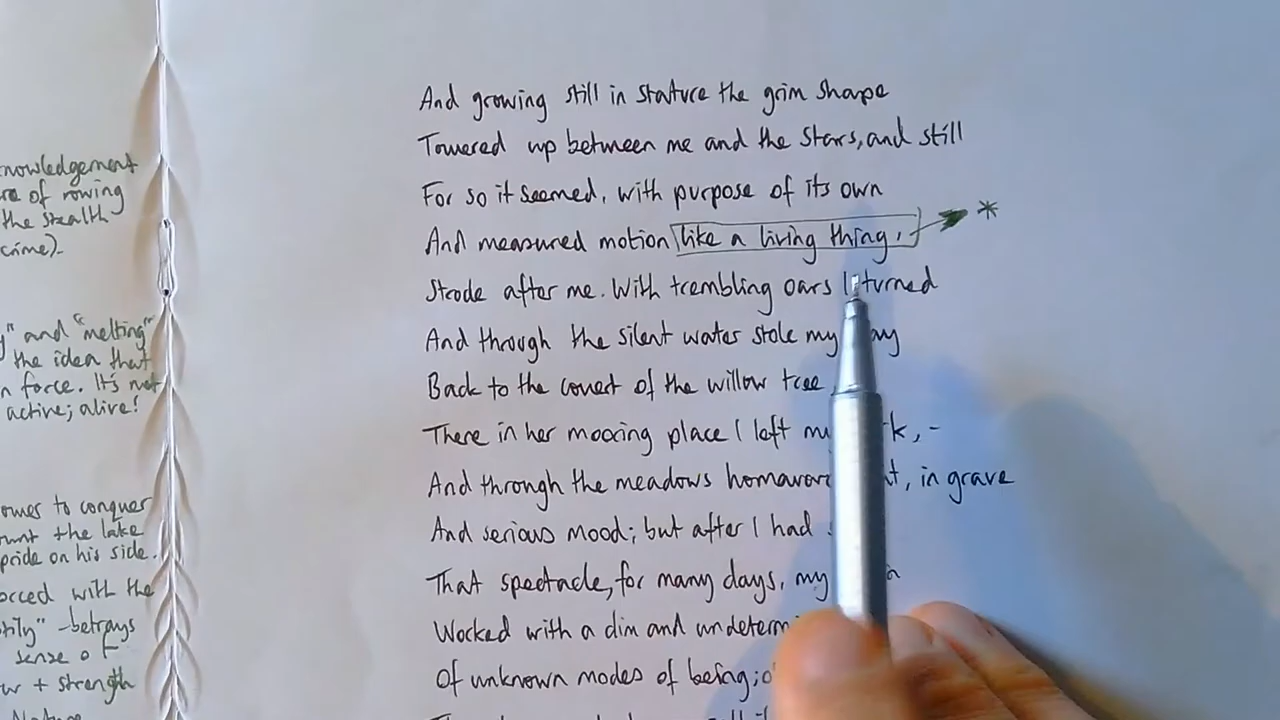 nowledgement
of rowing
the stealth
crime).
" and "melting"
the idea that
n force. It's not
active; alive!
omes to conquer
the lake
pride on his side.
orced with the
" - betrays
sense of
w + strength
Nature
And growing still in stature the grim shape
Towered up between me and the stars, and still
For so it seemed, with purpose of its own
And measured motion like a living thing, *
Strode after me. With trembling oars I turned
And through the silent water stole my
Back to the covert of the willow tree
There in her mooring place I left
And through the meadows in grave
And serious mood; but after I had
That spectacle, for many days, my
Worked with a dim and
Of unknown modes of being;